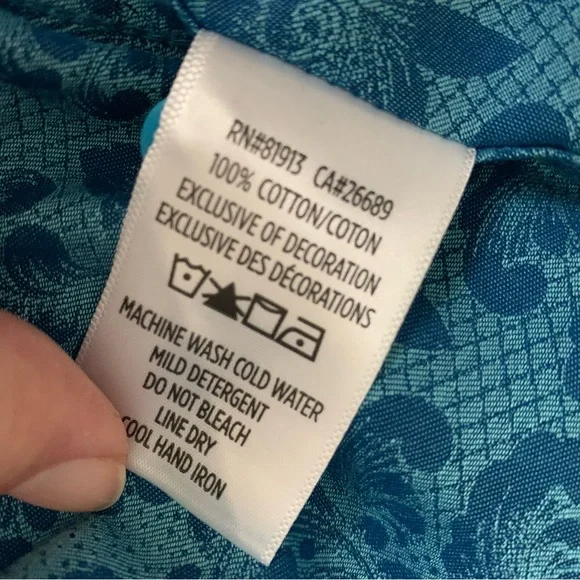 RN#81913 CA#26689
100% COTTON/COTON
EXCLUSIVE OF DECORATION
EXCLUSIVE DES DÉCORATIONS
MACHINE WASH COLD WATER
MILD DETERGENT
DO NOT BLEACH
LINE DRY
COOL HAND IRON